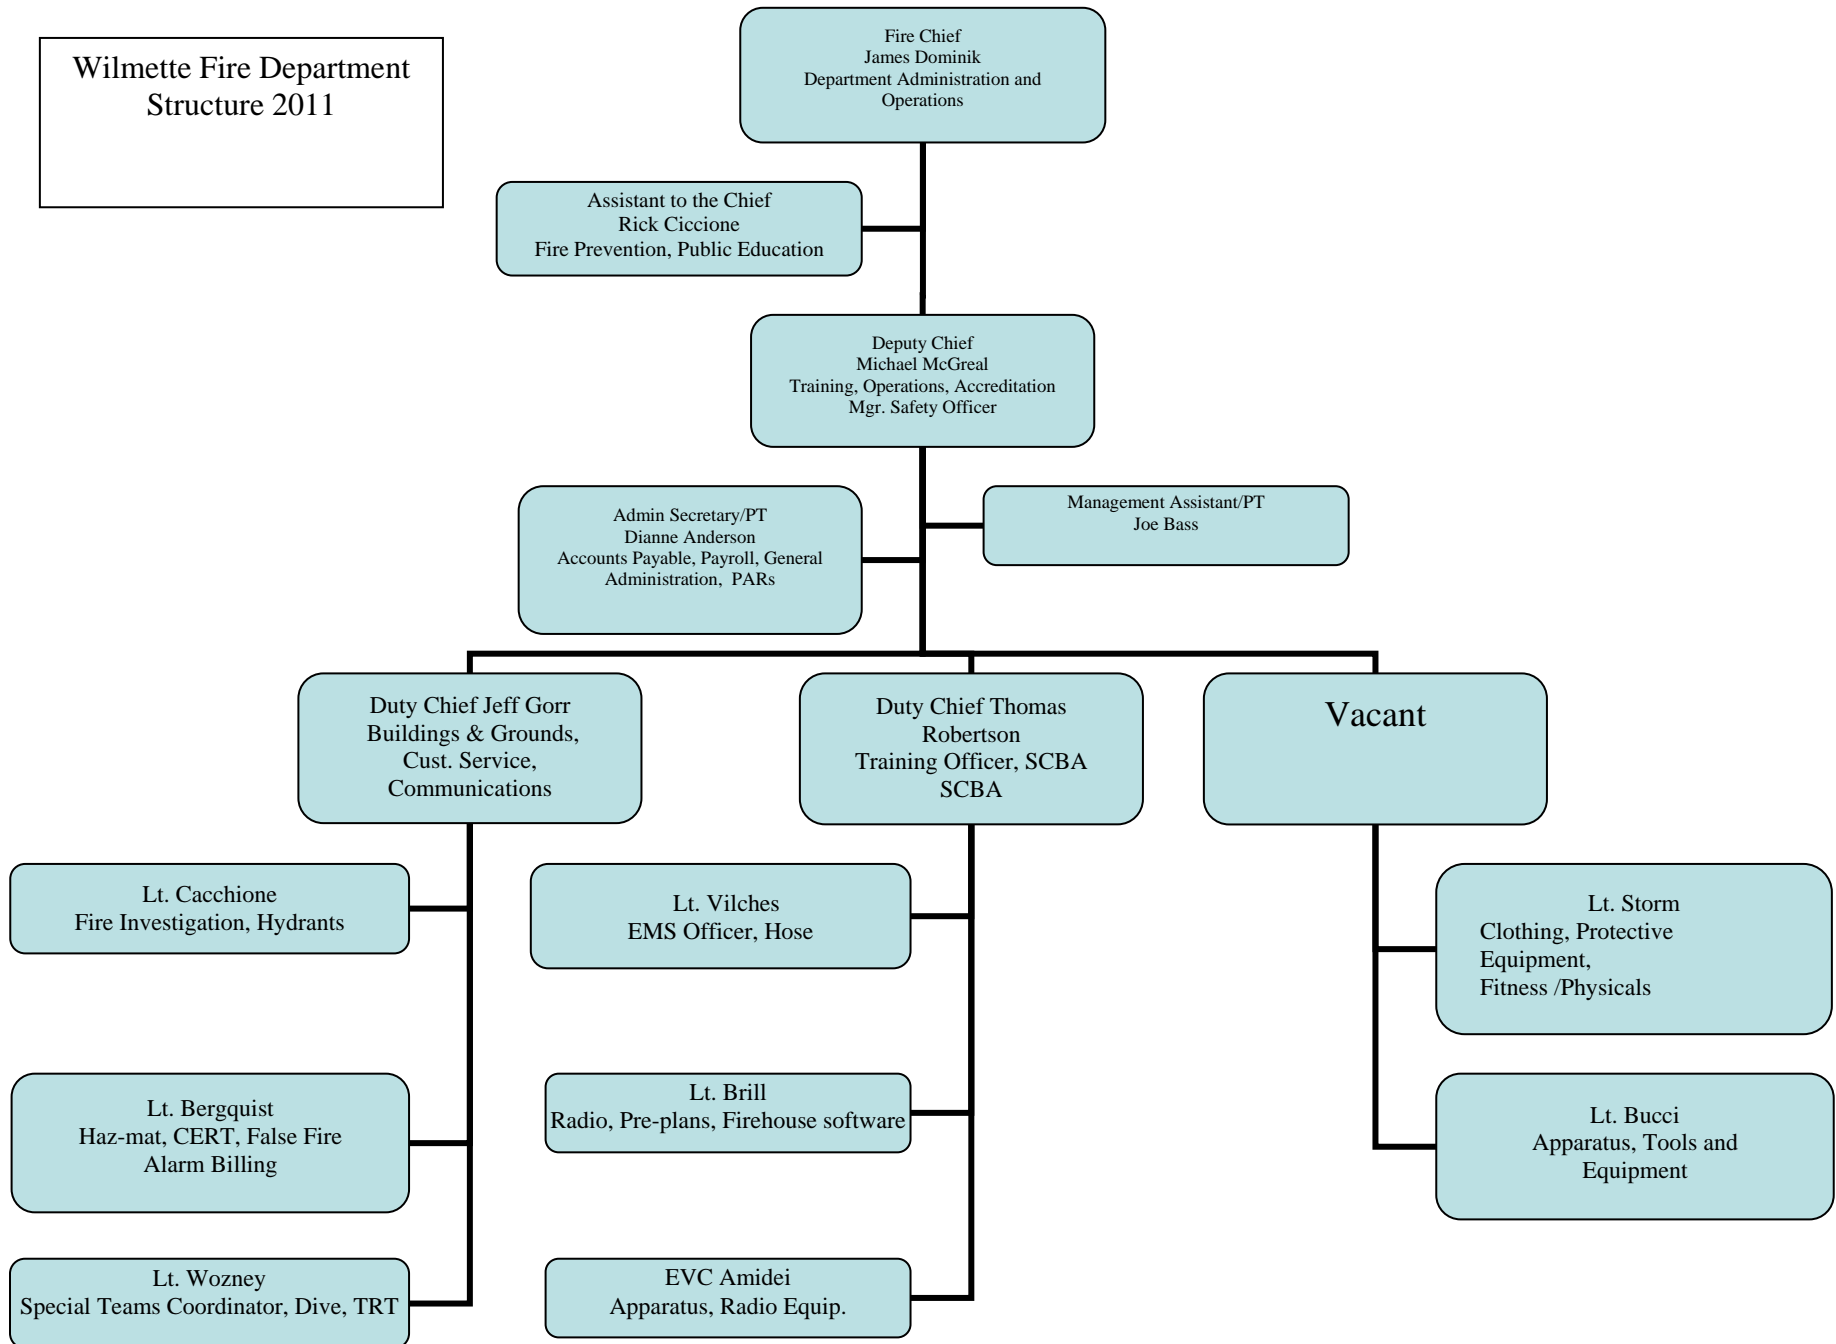 Wilmette Fire Department
Structure 2011
Fire Chief
James Dominik
Department Administration and
Operations
Assistant to the Chief
Rick Ciccione
Fire Prevention, Public Education
Deputy Chief
Michael McGreal
Training, Operations, Accreditation
Mgr. Safety Officer
Admin Secretary/PT
Dianne Anderson
Accounts Payable, Payroll, General
Administration, PARs
Management Assistant/PT
Joe Bass
Duty Chief Jeff Gorr
Buildings & Grounds,
Cust. Service,
Communications
Duty Chief Thomas
Robertson
Training Officer, SCBA
SCBA
Vacant
Lt. Cacchione
Fire Investigation, Hydrants
Lt. Vilches
EMS Officer, Hose
Lt. Storm
Clothing, Protective
Equipment,
Fitness /Physicals
Lt. Bergquist
Haz-mat, CERT, False Fire
Alarm Billing
Lt. Brill
Radio, Pre-plans, Firehouse software
Lt. Bucci
Apparatus, Tools and
Equipment
Lt. Wozney
Special Teams Coordinator, Dive, TRT
EVC Amidei
Apparatus, Radio Equip.